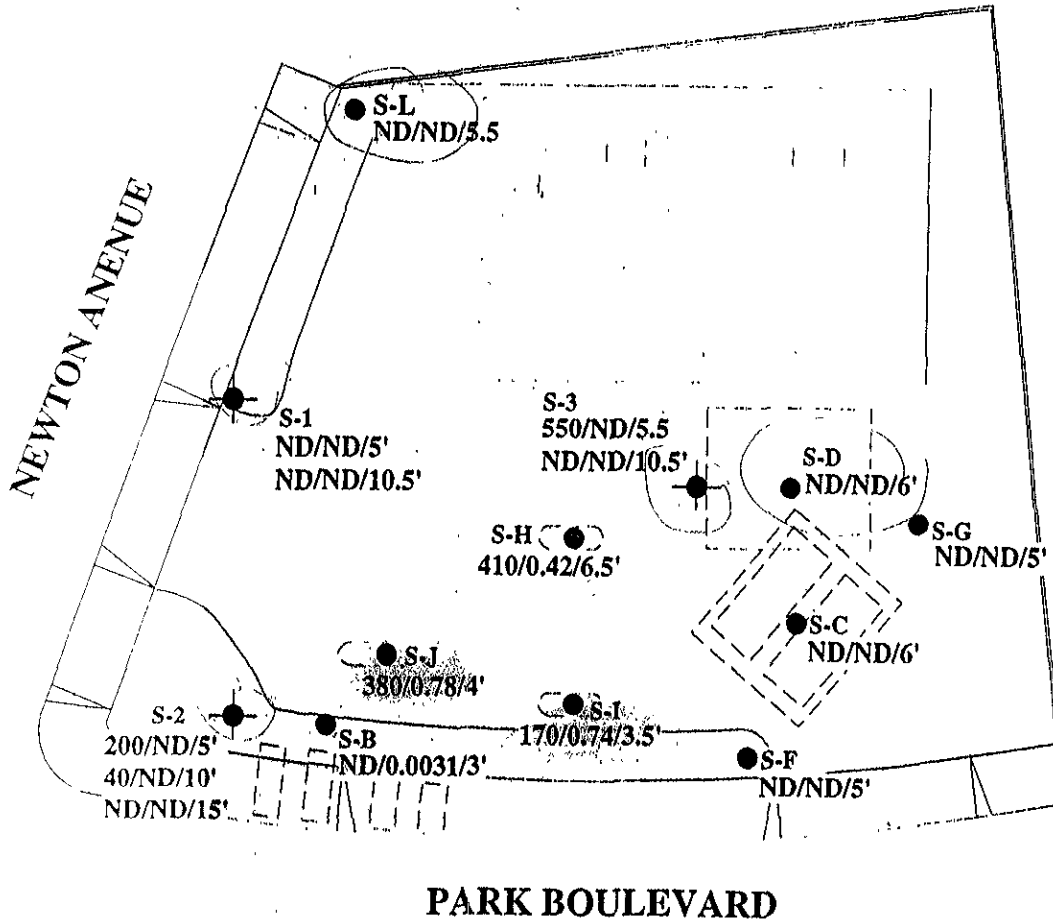 S-L
ND/ND/5.5
NEWTON ANENUE
S-1
ND/ND/5'
ND/ND/10.5'
S-3
550/ND/5.5
ND/ND/10.5'
S-D
ND/ND/6'
S-G
ND/ND/5'
S-H
410/0.42/6.5'
S-C
ND/ND/6'
S-J
380/0.78/4'
S-I
170/0.74/3.5'
S-2
200/ND/5'
40/ND/10'
ND/ND/15'
S-B
ND/0.0031/3'
S-F
ND/ND/5'
PARK BOULEVARD